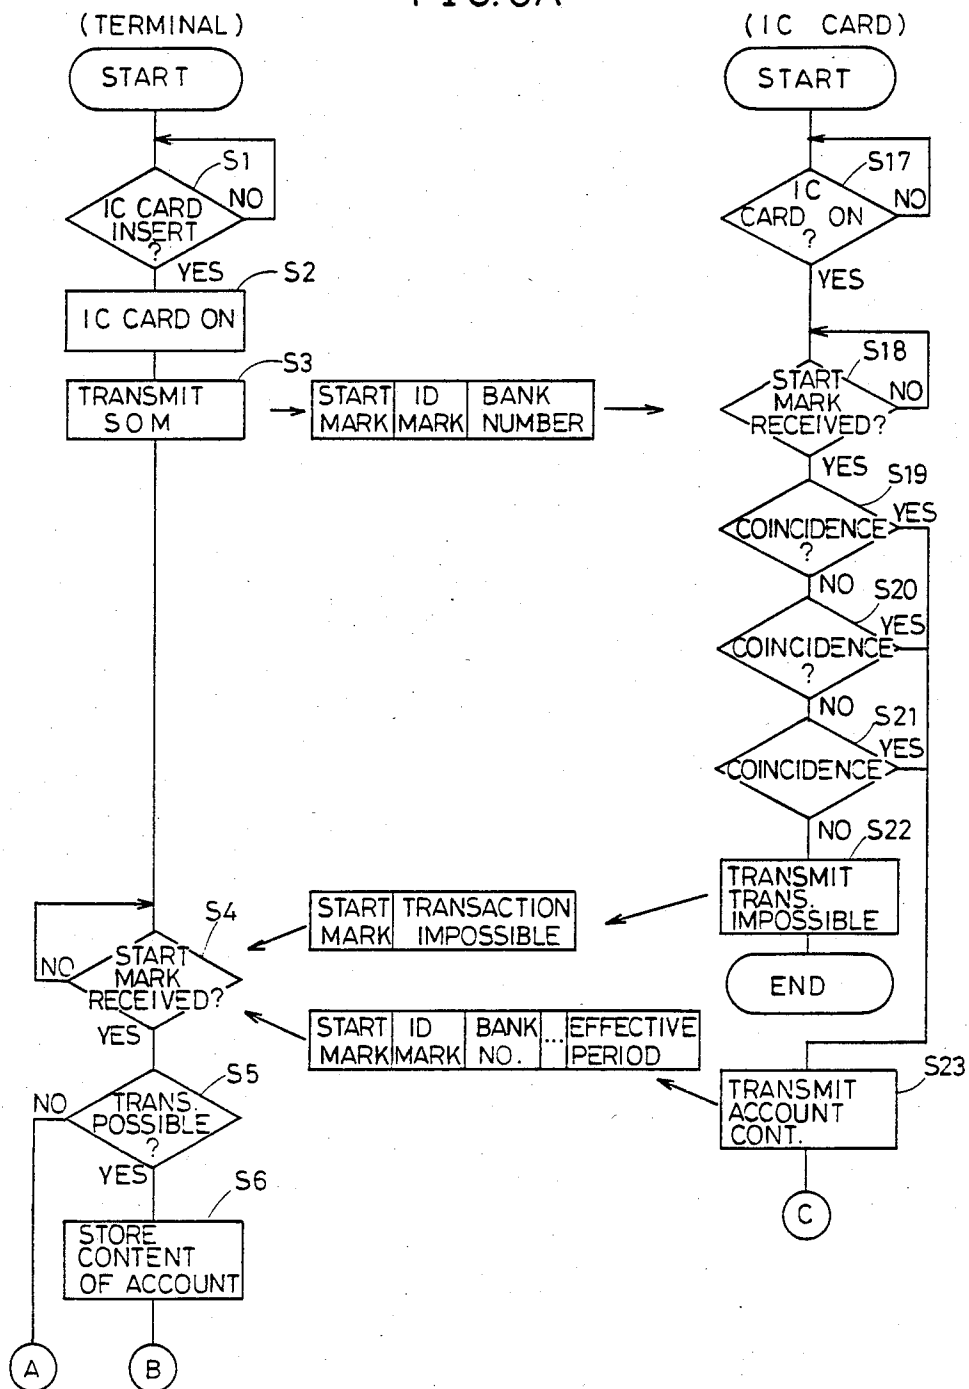 FIG. 6A
(TERMINAL)
START
S1
IC CARD
INSERT
?
NO
YES
S2
IC CARD ON
S3
TRANSMIT
SOM
START MARK
ID MARK
BANK NUMBER
S4
START
MARK
RECEIVED?
NO
YES
START MARK
TRANSACTION IMPOSSIBLE
START MARK
ID MARK
BANK NO.
...
EFFECTIVE PERIOD
S5
TRANS.
POSSIBLE
?
NO
YES
S6
STORE
CONTENT
OF ACCOUNT
A
B
(IC CARD)
START
S17
IC
CARD ON
?
NO
YES
S18
START
MARK
RECEIVED?
NO
YES
S19
COINCIDENCE
?
YES
NO
S20
COINCIDENCE
?
YES
NO
S21
COINCIDENCE
YES
NO
S22
TRANSMIT
TRANS.
IMPOSSIBLE
END
S23
TRANSMIT
ACCOUNT
CONT.
C